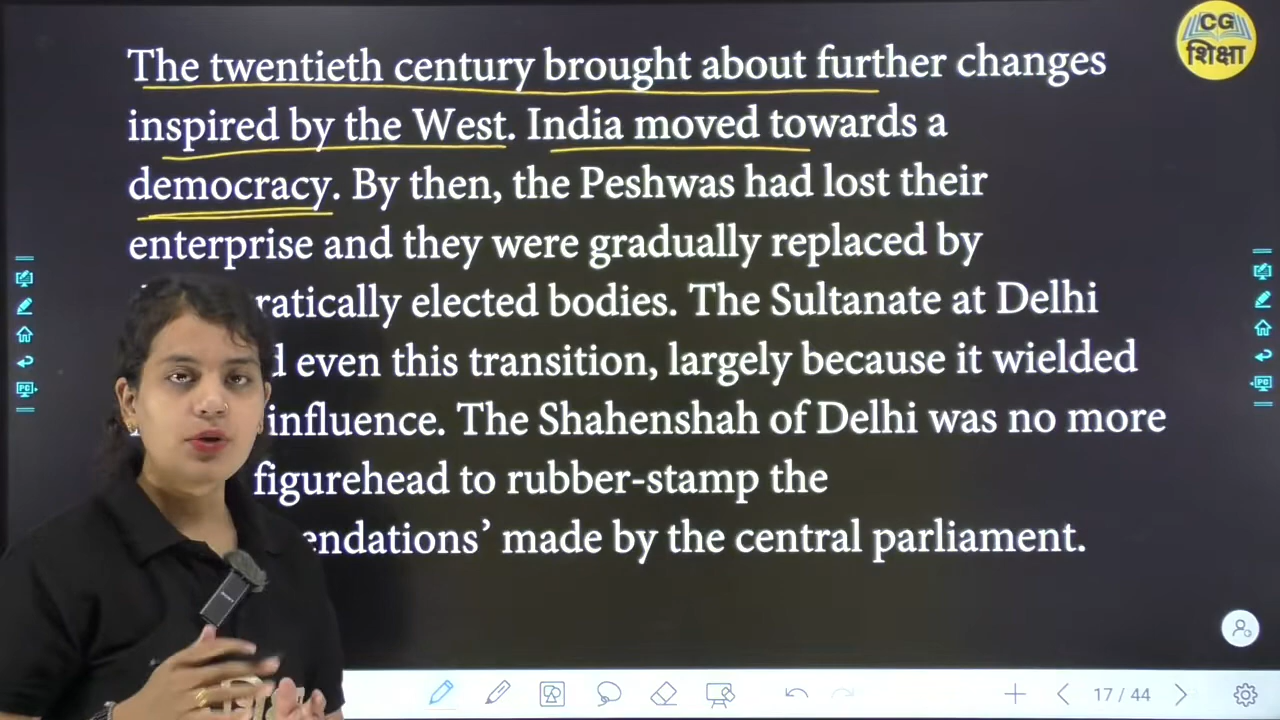 CG
शिक्षा
The twentieth century brought about further changes
inspired by the West. India moved towards a
democracy. By then, the Peshwas had lost their
enterprise and they were gradually replaced by
ratically elected bodies. The Sultanate at Delhi
even this transition, largely because it wielded
influence. The Shahenshah of Delhi was no more
figurehead to rubber-stamp the
endations’ made by the central parliament.
PC
PC
17 / 44